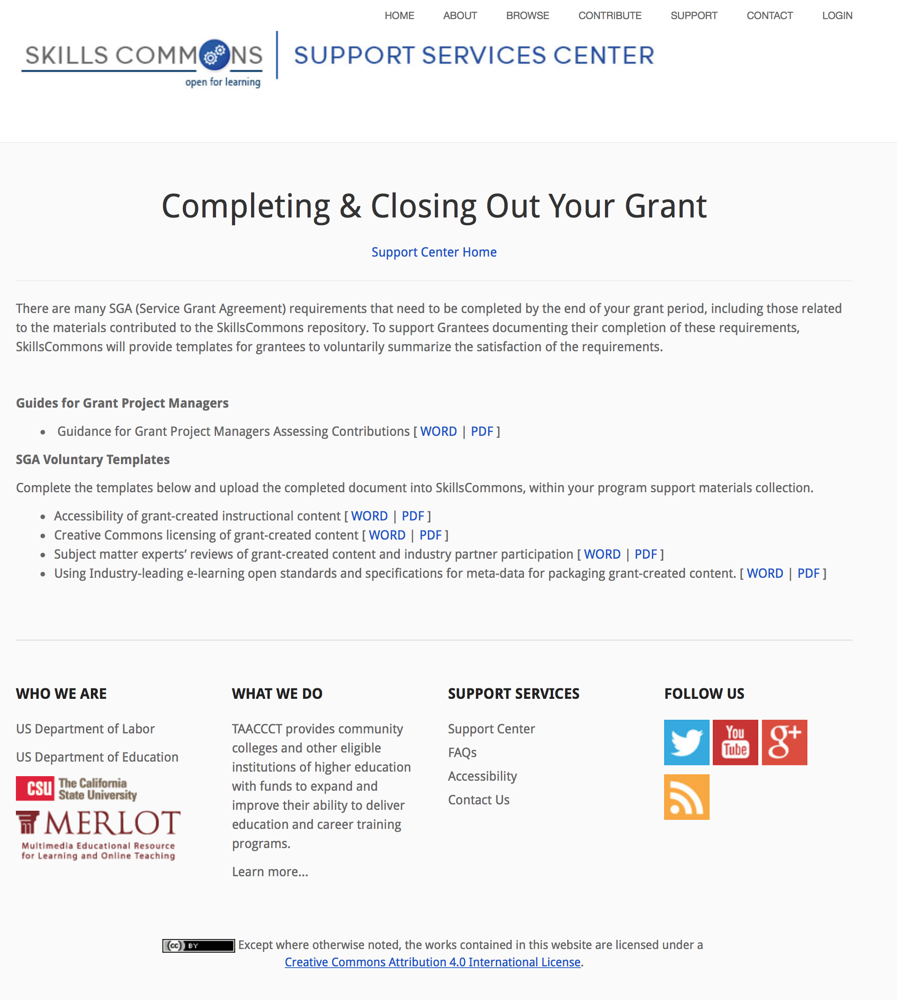 HOME ABOUT BROWSE CONTRIBUTE SUPPORT CONTACT LOGIN
SKILLS COMMONS
open for learning
SUPPORT SERVICES CENTER
Completing & Closing Out Your Grant
Support Center Home
There are many SGA (Service Grant Agreement) requirements that need to be completed by the end of your grant period, including those related
to the materials contributed to the SkillsCommons repository. To support Grantees documenting their completion of these requirements,
SkillsCommons will provide templates for grantees to voluntarily summarize the satisfaction of the requirements.
Guides for Grant Project Managers
• Guidance for Grant Project Managers Assessing Contributions [ WORD | PDF ]
SGA Voluntary Templates
Complete the templates below and upload the completed document into SkillsCommons, within your program support materials collection.
• Accessibility of grant-created instructional content [ WORD | PDF ]
• Creative Commons licensing of grant-created content [ WORD | PDF ]
• Subject matter experts’ reviews of grant-created content and industry partner participation [ WORD | PDF ]
• Using Industry-leading e-learning open standards and specifications for meta-data for packaging grant-created content. [ WORD | PDF ]
WHO WE ARE
US Department of Labor
US Department of Education
CSU The California
State University
MERLOT
Multimedia Educational Resource
for Learning and Online Teaching
WHAT WE DO
TAACCCT provides community
colleges and other eligible
institutions of higher education
with funds to expand and
improve their ability to deliver
education and career training
programs.
Learn more...
SUPPORT SERVICES
Support Center
FAQs
Accessibility
Contact Us
FOLLOW US
You
Tube
g+
(cc) BY Except where otherwise noted, the works contained in this website are licensed under a
Creative Commons Attribution 4.0 International License.